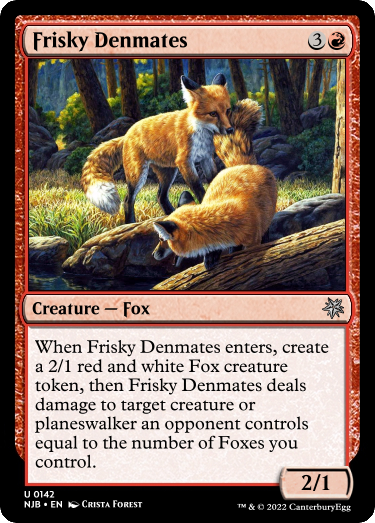 Frisky Denmates 3
Creature — Fox
When Frisky Denmates enters, create
a 2/1 red and white Fox creature
token, then Frisky Denmates deals
damage to target creature or
planeswalker an opponent controls
equal to the number of Foxes you
control.
2/1
U 0142
NJB • EN Crista Forest
™ & © 2022 CanterburyEgg